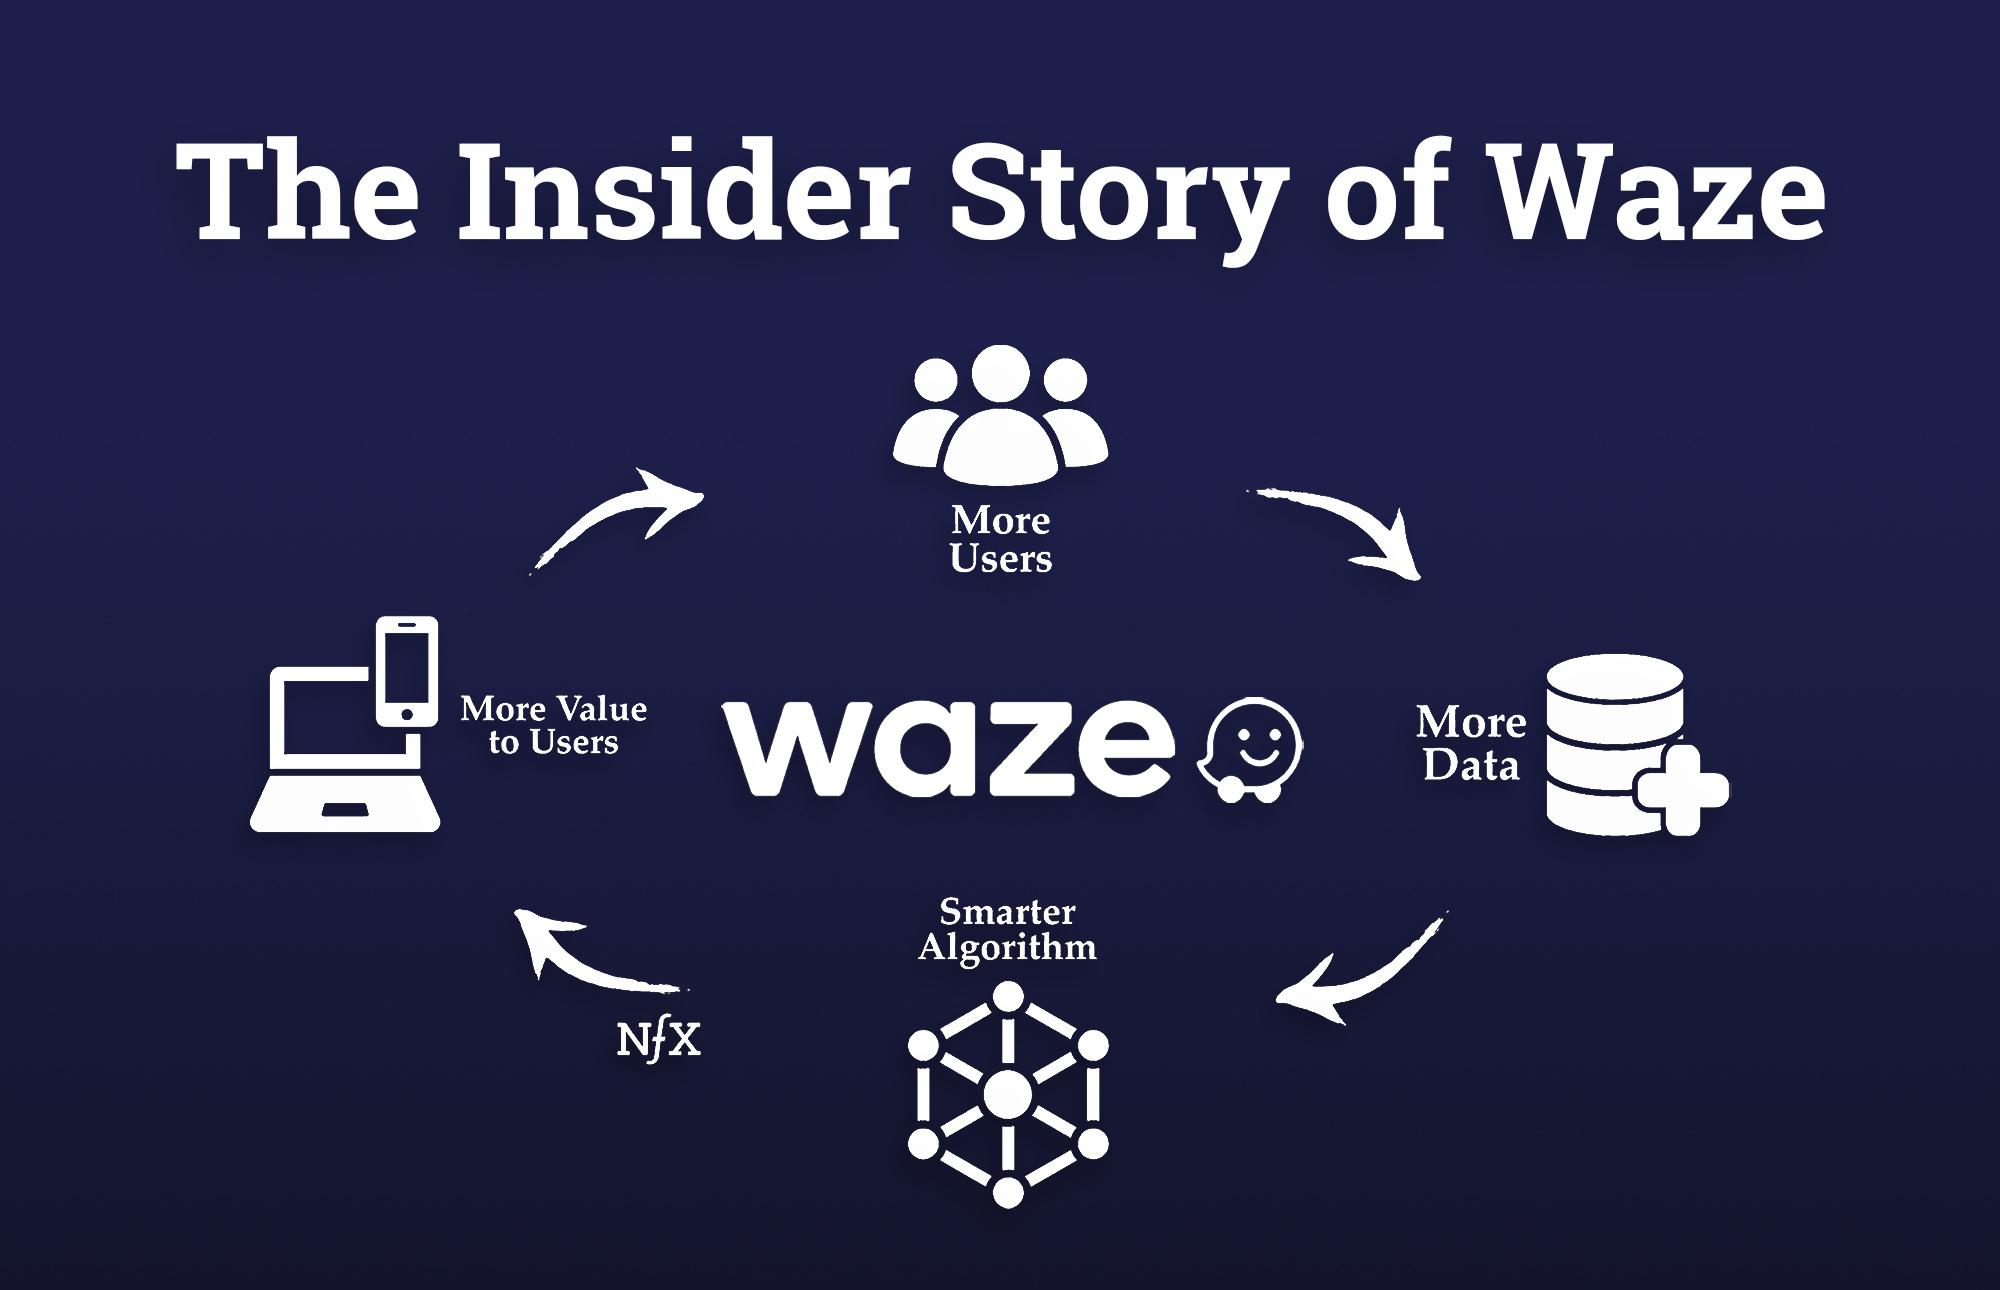 The Insider Story of Waze
More
Users
More Value
to Users
waze
More
Data
Smarter
Algorithm
NfX